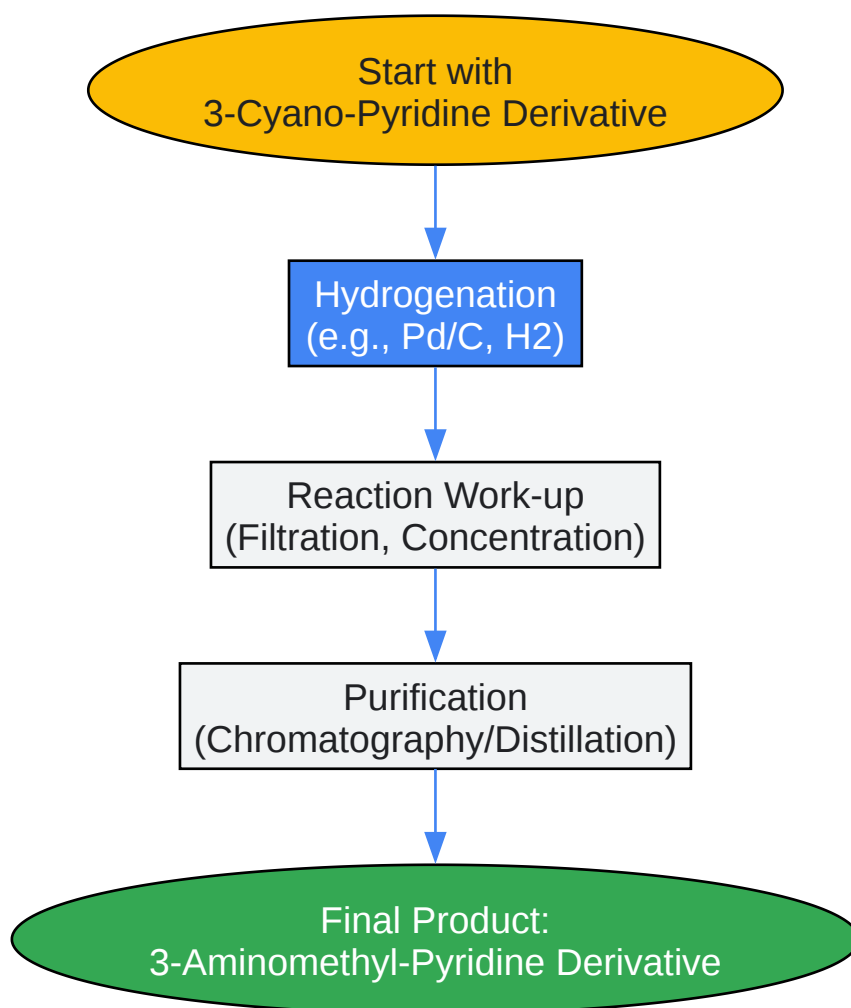 Start with
3-Cyano-Pyridine Derivative
Hydrogenation
(e.g., Pd/C, H2)
Reaction Work-up
(Filtration, Concentration)
Purification
(Chromatography/Distillation)
Final Product:
3-Aminomethyl-Pyridine Derivative